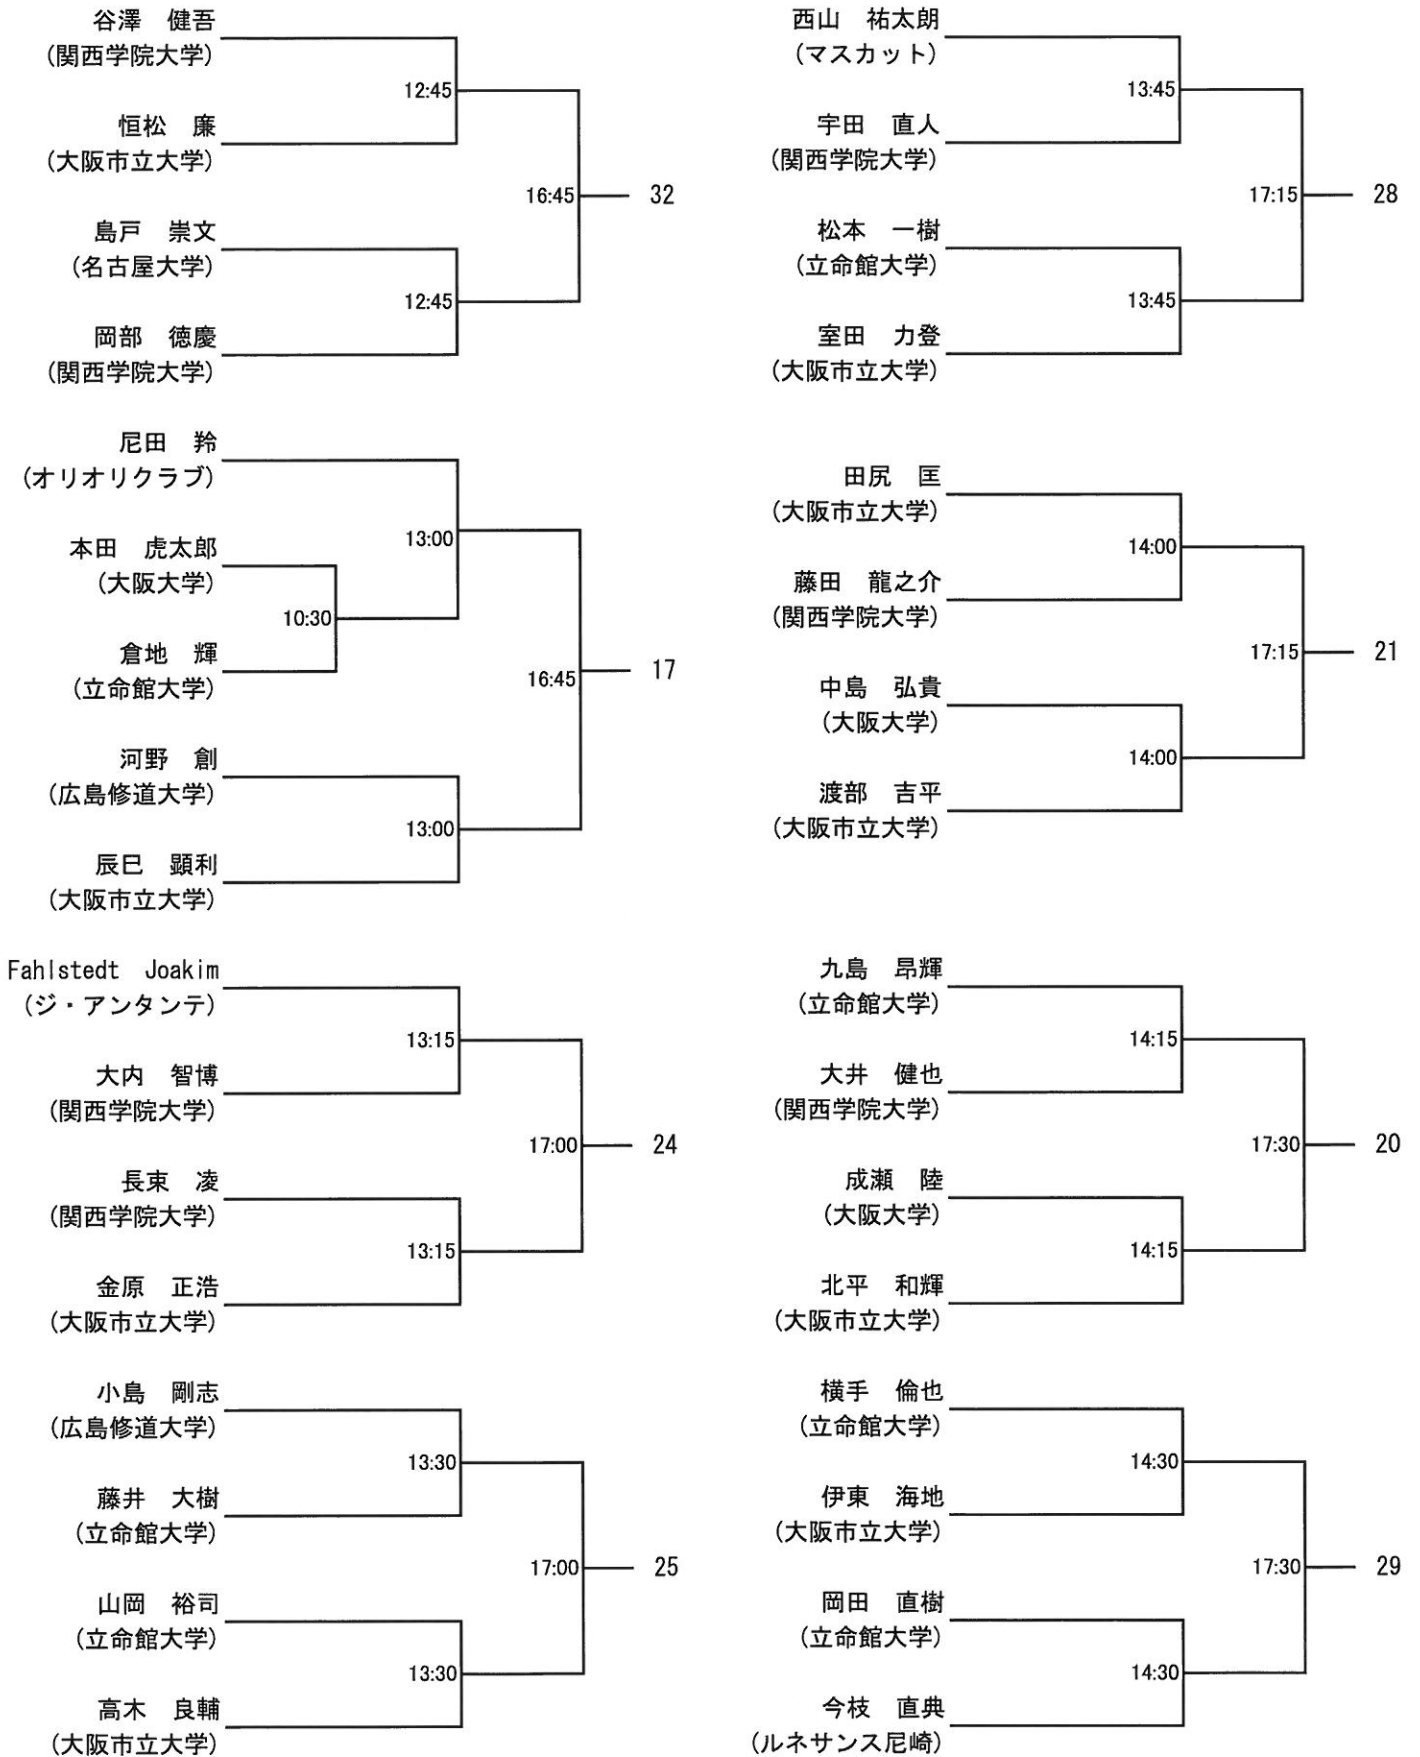 谷澤　健吾
(関西学院大学)
12:45
恒松　廉
(大阪市立大学)
16:45
32
島戸　崇文
(名古屋大学)
12:45
岡部　徳慶
(関西学院大学)
尼田　羚
(オリオリクラブ)
13:00
本田　虎太郎
(大阪大学)
10:30
倉地　輝
(立命館大学)
16:45
17
河野　創
(広島修道大学)
13:00
辰巳　顕利
(大阪市立大学)
Fahlstedt　Joakim
(ジ・アンタンテ)
13:15
大内　智博
(関西学院大学)
17:00
24
長束　凌
(関西学院大学)
13:15
金原　正浩
(大阪市立大学)
小島　剛志
(広島修道大学)
13:30
藤井　大樹
(立命館大学)
17:00
25
山岡　裕司
(立命館大学)
13:30
高木　良輔
(大阪市立大学)
西山　祐太朗
(マスカット)
13:45
宇田　直人
(関西学院大学)
17:15
28
松本　一樹
(立命館大学)
13:45
室田　力登
(大阪市立大学)
田尻　匡
(大阪市立大学)
14:00
藤田　龍之介
(関西学院大学)
17:15
21
中島　弘貴
(大阪大学)
14:00
渡部　吉平
(大阪市立大学)
九島　昂輝
(立命館大学)
14:15
大井　健也
(関西学院大学)
17:30
20
成瀬　陸
(大阪大学)
14:15
北平　和輝
(大阪市立大学)
横手　倫也
(立命館大学)
14:30
伊東　海地
(大阪市立大学)
17:30
29
岡田　直樹
(立命館大学)
14:30
今枝　直典
(ルネサンス尼崎)